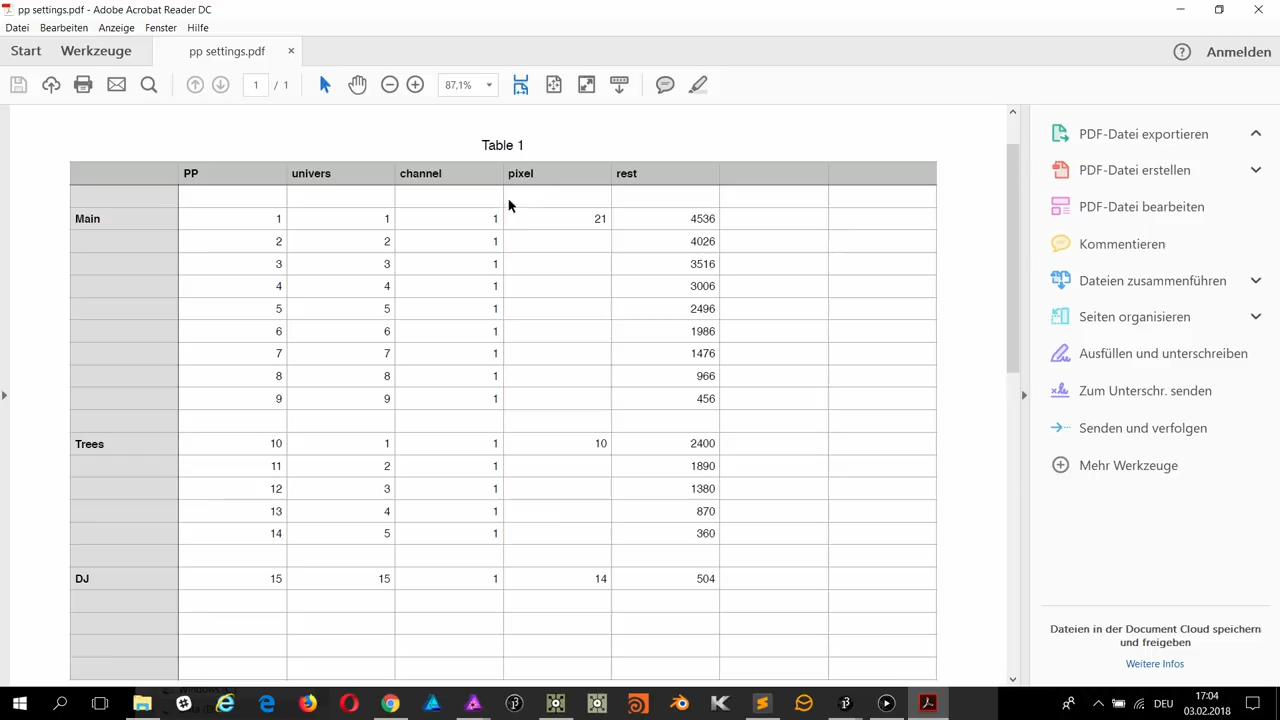 pp settings.pdf - Adobe Acrobat Reader DC
Datei Bearbeiten Anzeige Fenster Hilfe
Start Werkzeuge pp settings.pdf × Anmelden
1 / 1 87,1%
Table 1
PP univers channel pixel rest
Main 1 1 1 21 4536
2 2 1 4026
3 3 1 3516
4 4 1 3006
5 5 1 2496
6 6 1 1986
7 7 1 1476
8 8 1 966
9 9 1 456
Trees 10 1 1 10 2400
11 2 1 1890
12 3 1 1380
13 4 1 870
14 5 1 360
DJ 15 15 1 14 504
PDF-Datei exportieren
PDF-Datei erstellen
PDF-Datei bearbeiten
Kommentieren
Dateien zusammenführen
Seiten organisieren
Ausfüllen und unterschreiben
Zum Unterschr. senden
Senden und verfolgen
Mehr Werkzeuge
Dateien in der Document Cloud speichern
und freigeben
Weitere Infos
DEU
17:04
03.02.2018